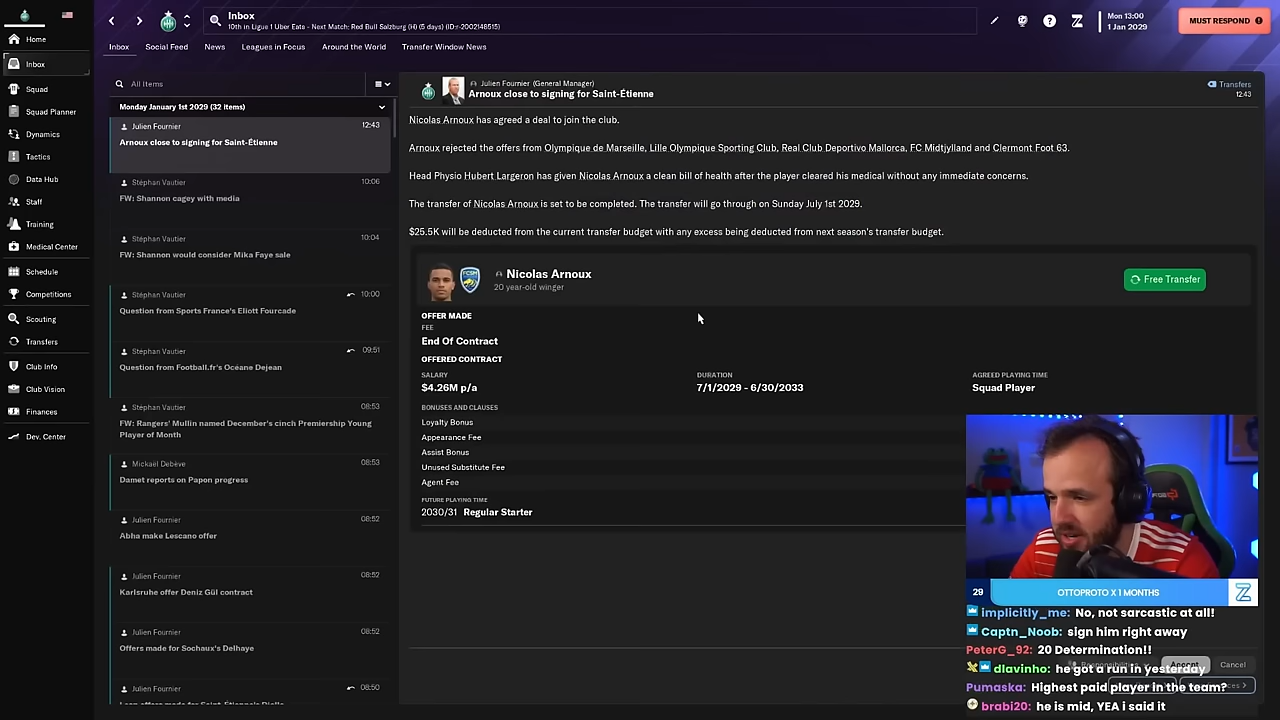 Inbox
10th in Ligue 1 Uber Eats - Next Match: Red Bull Salzburg (H) (5 days) (ID:r-2002148515)
Mon 13:00
1 Jan 2029
MUST RESPOND
Inbox
Social Feed
News
Leagues in Focus
Around the World
Transfer Window News
Home
Inbox
Squad
Squad Planner
Dynamics
Tactics
Data Hub
Staff
Training
Medical Center
Schedule
Competitions
Scouting
Transfers
Club Info
Club Vision
Finances
Dev. Center
All Items
Monday January 1st 2029 (32 Items)
Julien Fournier 12:43
Arnoux close to signing for Saint-Étienne
Stéphan Vautier 10:06
FW: Shannon cagey with media
Stéphan Vautier 10:04
FW: Shannon would consider Mika Faye sale
Stéphan Vautier 10:00
Question from Sports France's Eliott Fourcade
Stéphan Vautier 09:51
Question from Football.fr's Océane Dejean
Stéphan Vautier 08:53
FW: Rangers' Mullin named December's cinch Premiership Young
Player of Month
Mickaël Debève 08:53
Damet reports on Papon progress
Julien Fournier 08:52
Abha make Lescano offer
Julien Fournier 08:52
Karlsruhe offer Deniz Gül contract
Julien Fournier 08:52
Offers made for Sochaux's Delhaye
Julien Fournier 08:50
Julien Fournier (General Manager)
Arnoux close to signing for Saint-Étienne
Transfers
12:43
Nicolas Arnoux has agreed a deal to join the club.
Arnoux rejected the offers from Olympique de Marseille, Lille Olympique Sporting Club, Real Club Deportivo Mallorca, FC Midtjylland and Clermont Foot 63.
Head Physio Hubert Largeron has given Nicolas Arnoux a clean bill of health after the player cleared his medical without any immediate concerns.
The transfer of Nicolas Arnoux is set to be completed. The transfer will go through on Sunday July 1st 2029.
$25.5K will be deducted from the current transfer budget with any excess being deducted from next season's transfer budget.
FCSM
Nicolas Arnoux
20 year-old winger
Free Transfer
OFFER MADE
FEE
End Of Contract
OFFERED CONTRACT
SALARY
$4.26M p/a
DURATION
7/1/2029 - 6/30/2033
AGREED PLAYING TIME
Squad Player
BONUSES AND CLAUSES
Loyalty Bonus
Appearance Fee
Assist Bonus
Unused Substitute Fee
Agent Fee
FUTURE PLAYING TIME
2030/31 Regular Starter
29 OTTOPROTO X 1 MONTHS
implicitly_me: No, not sarcastic at all!
Captn_Noob: sign him right away
PeterG_92: 20 Determination!!
dlavinho: he got a run in yesterday
Pumaska: Highest paid player in the team?
brabi20: he is mid, YEA i said it
Accept
Cancel